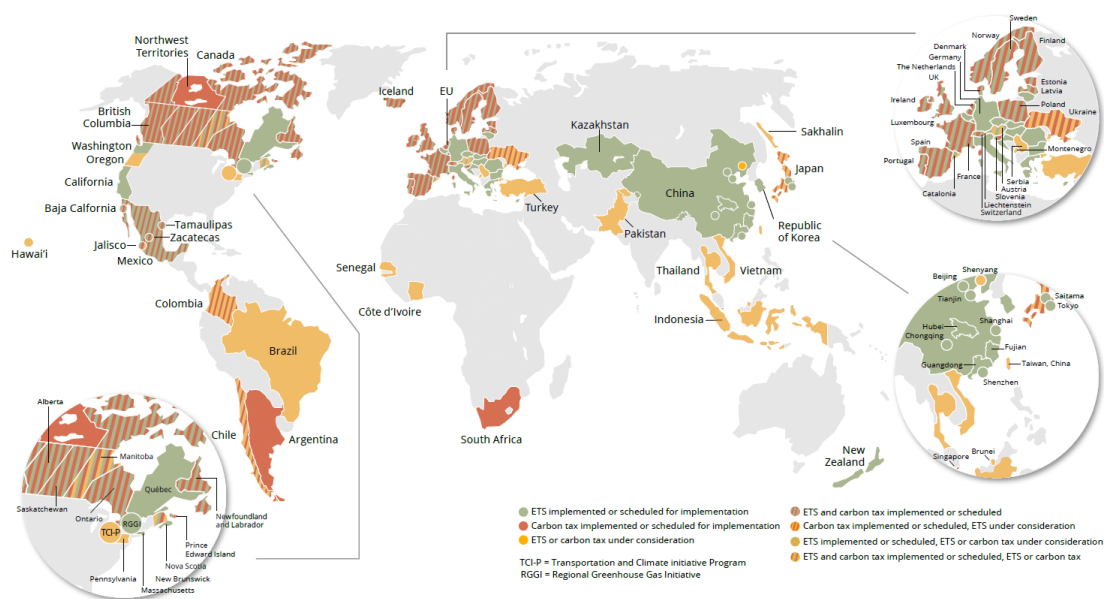 Northwest
Territories
Canada
British
Columbia
Washington
Oregon
California
Baja Calfornia
Tamaulipas
Zacatecas
Jalisco
Mexico
Hawai'i
Colombia
Brazil
Chile
Argentina
Iceland
EU
Kazakhstan
China
Turkey
Pakistan
Senegal
Côte d'Ivoire
South Africa
Thailand
Vietnam
Indonesia
Sakhalin
Japan
Republic
of Korea
New
Zealand
Sweden
Norway
Finland
Denmark
Germany
The Netherlands
UK
Estonia
Latvia
Ireland
Poland
Ukraine
Luxembourg
Spain
Portugal
Montenegro
France
Serbia
Catalonia
Austria
Slovenia
Liechtenstein
Switzerland
Beijing
Shenyang
Tianjin
Saitama
Tokyo
Shanghai
Hubei
Chongqing
Fujian
Guangdong
Taiwan, China
Shenzhen
Brunei
Singapore
Alberta
Manitoba
Québec
Saskatchewan
Ontario
Newfoundland
and Labrador
TCI-P
RGGI
Prince
Edward Island
Nova Scotia
Pennsylvania
New Brunswick
Massachusetts
ETS implemented or scheduled for implementation
Carbon tax implemented or scheduled for implementation
ETS or carbon tax under consideration
TCI-P = Transportation and Climate initiative Program
RGGI = Regional Greenhouse Gas Initiative
ETS and carbon tax implemented or scheduled
Carbon tax implemented or scheduled, ETS under consideration
ETS implemented or scheduled, ETS or carbon tax under consideration
ETS and carbon tax implemented or scheduled, ETS or carbon tax